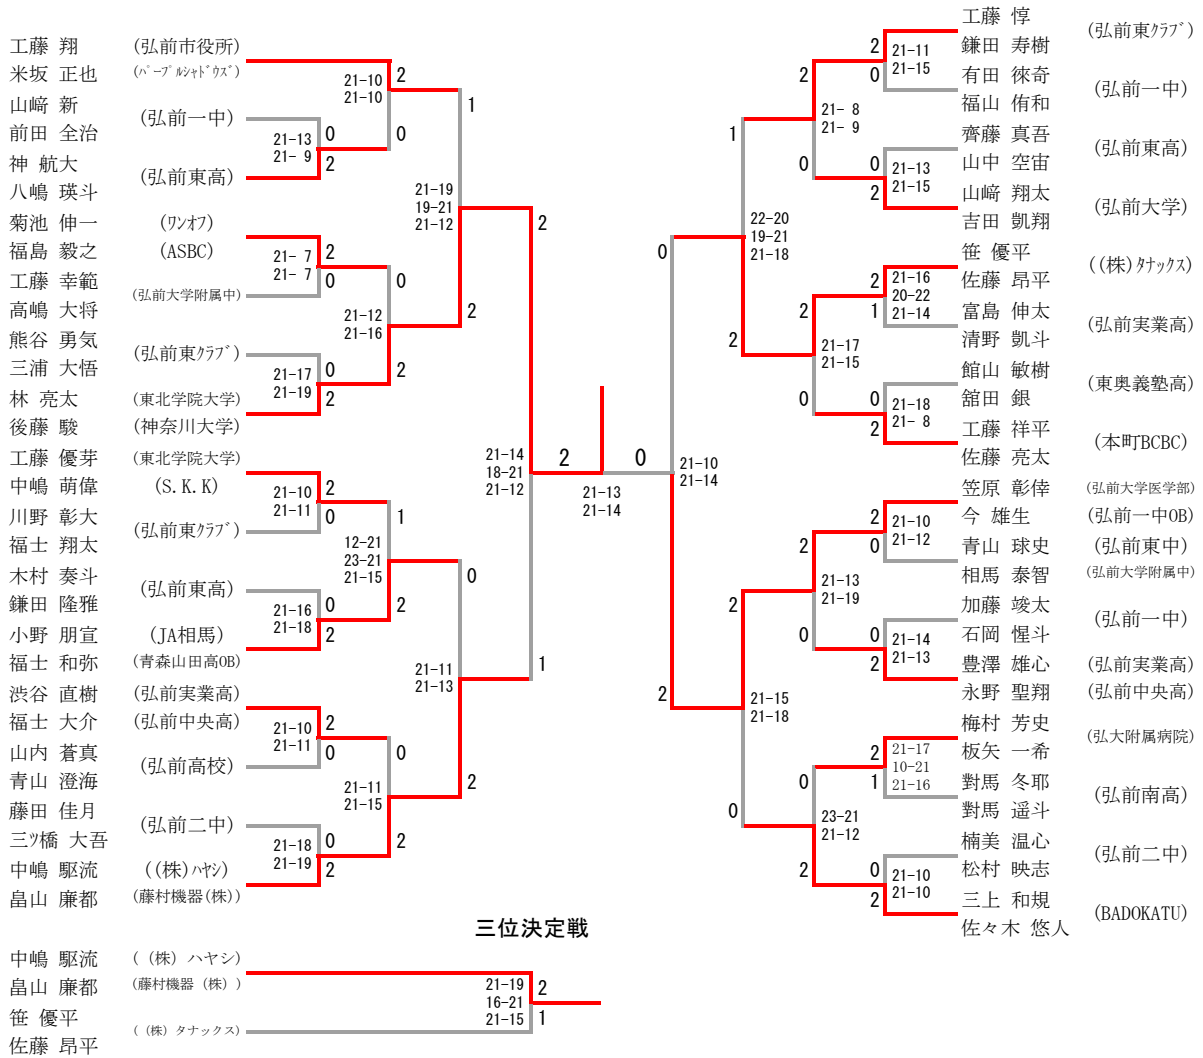 工藤 翔 (弘前市役所)
米坂 正也 (ﾊﾟｰﾌﾟﾙｼｬﾄﾞｳｽﾞ)
山﨑 新
前田 全治
(弘前一中)
神 航大
八嶋 瑛斗
(弘前東高)
菊池 伸一 (ﾜﾝｵﾌ)
福島 毅之 (ASBC)
工藤 幸範
高嶋 大将
(弘前大学附属中)
熊谷 勇気
三浦 大悟
(弘前東ｸﾗﾌﾞ)
林 亮太 (東北学院大学)
後藤 駿 (神奈川大学)
工藤 優芽 (東北学院大学)
中嶋 萌偉 (S.K.K)
川野 彰大
福士 翔太
(弘前東ｸﾗﾌﾞ)
木村 奏斗
鎌田 隆雅
(弘前東高)
小野 朋宣 (JA相馬)
福士 和弥 (青森山田高OB)
渋谷 直樹 (弘前実業高)
福士 大介 (弘前中央高)
山内 蒼真
青山 澄海
(弘前高校)
藤田 佳月
三ﾂ橋 大吾
(弘前二中)
中嶋 駆流 ((株)ﾊﾔｼ)
畠山 廉都 (藤村機器(株))
21-10
21-10
2
0
21-13
21- 9
0
2
21- 7
21- 7
2
0
21-12
21-16
0
2
21-17
21-19
0
2
21-19
19-21
21-12
1
2
21-10
21-11
2
0
12-21
23-21
21-15
1
2
21-16
21-18
0
2
21-10
21-11
2
0
21-11
21-15
0
2
21-18
21-19
0
2
21-11
21-13
0
2
21-14
18-21
21-12
2
1
2
0
21-13
21-14
工藤 惇
鎌田 寿樹
(弘前東ｸﾗﾌﾞ)
有田 徠奇
福山 侑和
(弘前一中)
齊藤 真吾
山中 空宙
(弘前東高)
山﨑 翔太
吉田 凱翔
(弘前大学)
笹 優平
佐藤 昂平
((株)ﾀﾅｯｸｽ)
富島 伸太
清野 凱斗
(弘前実業高)
館山 敏樹
舘田 銀
(東奥義塾高)
工藤 祥平
佐藤 亮太
(本町BCBC)
笠原 彰倖 (弘前大学医学部)
今 雄生 (弘前一中OB)
青山 球史 (弘前東中)
相馬 泰智 (弘前大学附属中)
加藤 竣太
石岡 惺斗
(弘前一中)
豊澤 雄心 (弘前実業高)
永野 聖翔 (弘前中央高)
梅村 芳史
板矢 一希
(弘大附属病院)
對馬 冬耶
對馬 遥斗
(弘前南高)
楠美 温心
松村 映志
(弘前二中)
三上 和規
佐々木 悠人
(BADOKATU)
2
0
21-11
21-15
2
0
21- 8
21- 9
0
2
21-13
21-15
1
2
22-20
19-21
21-18
2
1
21-16
20-22
21-14
2
0
21-17
21-15
0
2
21-18
21- 8
0
2
21-10
21-14
2
0
21-10
21-12
2
0
21-13
21-19
0
2
21-14
21-13
2
0
21-15
21-18
2
1
21-17
10-21
21-16
0
2
23-21
21-12
0
2
21-10
21-10
三位決定戦
中嶋 駆流 (（株）ハヤシ)
畠山 廉都 (藤村機器（株）)
笹 優平
佐藤 昂平
(（株）タナックス)
21-19
16-21
21-15
2
1